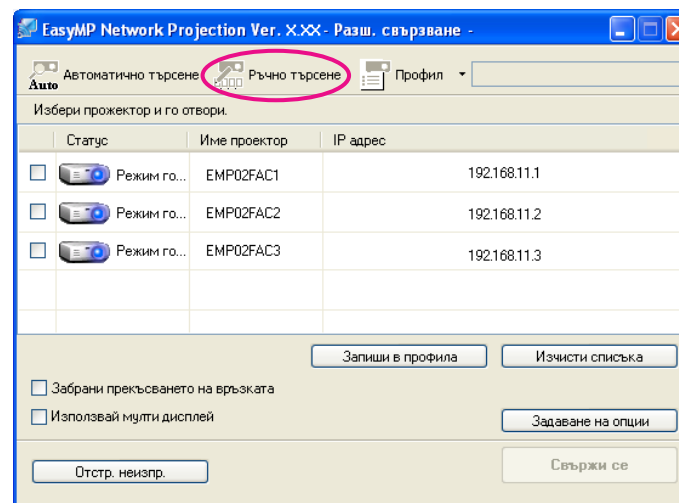 EasyMP Network Projection Ver. X.XX - Разш. свързване -
Auto Автоматично търсене Ръчно търсене Профил
Избери прожектор и го отвори.
Статус Име проектор IP адрес
Режим го... EMP02FAC1 192.168.11.1
Режим го... EMP02FAC2 192.168.11.2
Режим го... EMP02FAC3 192.168.11.3
Запиши в профила Изчисти списъка
Забрани прекъсването на връзката
Използвай мулти дисплей
Задаване на опции
Отстр. неизпр. Свържи се